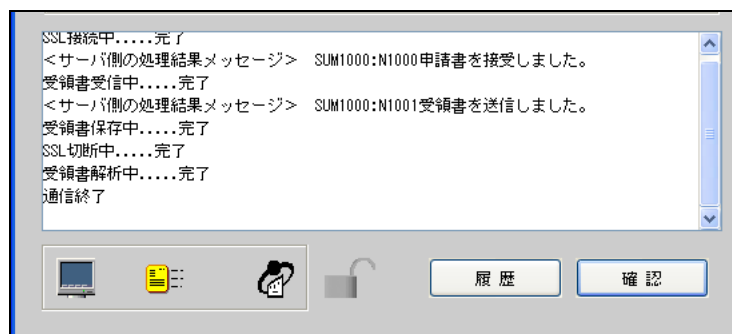 SSL接続中.....完了
<サーバ側の処理結果メッセージ>　SUM1000:N1000申請書を接受しました。
受領書受信中.....完了
<サーバ側の処理結果メッセージ>　SUM1000:N1001受領書を送信しました。
受領書保存中.....完了
SSL切断中.....完了
受領書解析中.....完了
通信終了
履歴
確認